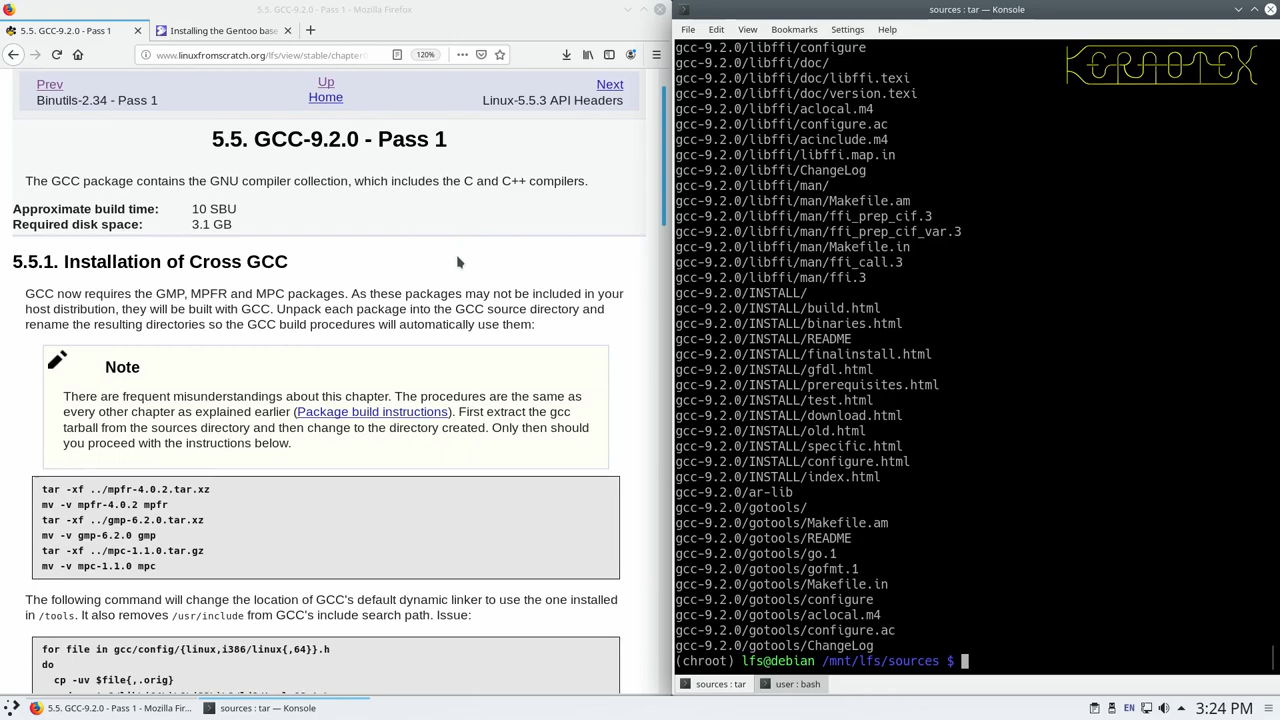 5.5. GCC-9.2.0 - Pass 1 - Mozilla Firefox
5.5. GCC-9.2.0 - Pass 1
Installing the Gentoo base
www.linuxfromscratch.org/lfs/view/stable/chapter0
120%
Prev
Up
Next
Binutils-2.34 - Pass 1
Home
Linux-5.5.3 API Headers
5.5. GCC-9.2.0 - Pass 1
The GCC package contains the GNU compiler collection, which includes the C and C++ compilers.
Approximate build time: 10 SBU
Required disk space: 3.1 GB
5.5.1. Installation of Cross GCC
GCC now requires the GMP, MPFR and MPC packages. As these packages may not be included in your
host distribution, they will be built with GCC. Unpack each package into the GCC source directory and
rename the resulting directories so the GCC build procedures will automatically use them:
Note
There are frequent misunderstandings about this chapter. The procedures are the same as
every other chapter as explained earlier (Package build instructions). First extract the gcc
tarball from the sources directory and then change to the directory created. Only then should
you proceed with the instructions below.
tar -xf ../mpfr-4.0.2.tar.xz
mv -v mpfr-4.0.2 mpfr
tar -xf ../gmp-6.2.0.tar.xz
mv -v gmp-6.2.0 gmp
tar -xf ../mpc-1.1.0.tar.gz
mv -v mpc-1.1.0 mpc
The following command will change the location of GCC's default dynamic linker to use the one installed
in /tools. It also removes /usr/include from GCC's include search path. Issue:
for file in gcc/config/{linux,i386/linux{,64}}.h
do
cp -uv $file{,.orig}
sources : tar — Konsole
File Edit View Bookmarks Settings Help
KERNOTEX
gcc-9.2.0/libffi/configure
gcc-9.2.0/libffi/doc/
gcc-9.2.0/libffi/doc/libffi.texi
gcc-9.2.0/libffi/doc/version.texi
gcc-9.2.0/libffi/aclocal.m4
gcc-9.2.0/libffi/configure.ac
gcc-9.2.0/libffi/acinclude.m4
gcc-9.2.0/libffi/libffi.map.in
gcc-9.2.0/libffi/ChangeLog
gcc-9.2.0/libffi/man/
gcc-9.2.0/libffi/man/Makefile.am
gcc-9.2.0/libffi/man/ffi_prep_cif.3
gcc-9.2.0/libffi/man/ffi_prep_cif_var.3
gcc-9.2.0/libffi/man/Makefile.in
gcc-9.2.0/libffi/man/ffi_call.3
gcc-9.2.0/libffi/man/ffi.3
gcc-9.2.0/INSTALL/
gcc-9.2.0/INSTALL/build.html
gcc-9.2.0/INSTALL/binaries.html
gcc-9.2.0/INSTALL/README
gcc-9.2.0/INSTALL/finalinstall.html
gcc-9.2.0/INSTALL/gfdl.html
gcc-9.2.0/INSTALL/prerequisites.html
gcc-9.2.0/INSTALL/test.html
gcc-9.2.0/INSTALL/download.html
gcc-9.2.0/INSTALL/old.html
gcc-9.2.0/INSTALL/specific.html
gcc-9.2.0/INSTALL/configure.html
gcc-9.2.0/INSTALL/index.html
gcc-9.2.0/ar-lib
gcc-9.2.0/gotools/
gcc-9.2.0/gotools/Makefile.am
gcc-9.2.0/gotools/README
gcc-9.2.0/gotools/go.1
gcc-9.2.0/gotools/gofmt.1
gcc-9.2.0/gotools/Makefile.in
gcc-9.2.0/gotools/configure
gcc-9.2.0/gotools/aclocal.m4
gcc-9.2.0/gotools/configure.ac
gcc-9.2.0/gotools/ChangeLog
(chroot) lfs@debian /mnt/lfs/sources $
sources : tar
user : bash
5.5. GCC-9.2.0 - Pass 1 - Mozilla Fir...
sources : tar — Konsole
EN
3:24 PM